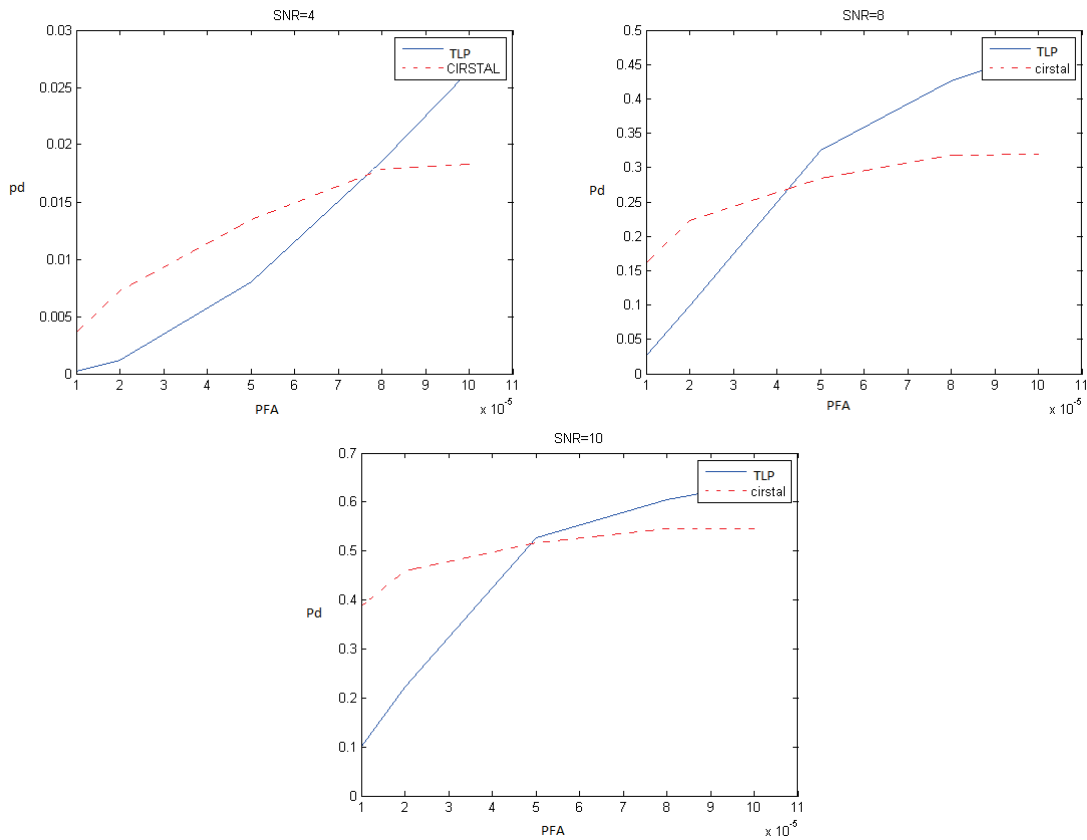 SNR=4
0.03
0.025
0.02
0.015
0.01
0.005
0
pd
TLP
CIRSTAL
1 2 3 4 5 6 7 8 9 10 11
x 10-5
PFA
SNR=8
0.5
0.45
0.4
0.35
0.3
0.25
0.2
0.15
0.1
0.05
0
Pd
TLP
cirstal
1 2 3 4 5 6 7 8 9 10 11
x 10-5
PFA
SNR=10
0.7
0.6
0.5
0.4
0.3
0.2
0.1
0
Pd
TLP
cirstal
1 2 3 4 5 6 7 8 9 10 11
x 10-5
PFA